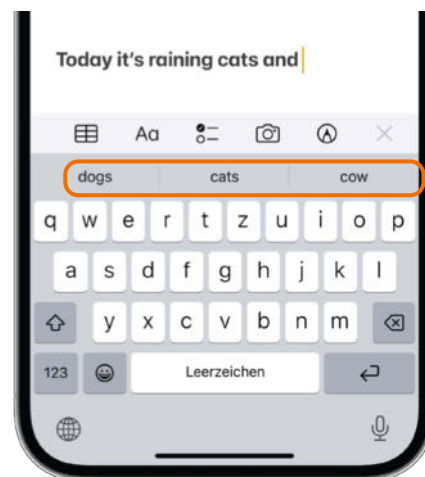 Today it's raining cats and
Aa
dogs cats cow
q w e r t z u i o p
a s d f g h j k l
y x c v b n m
123 Leerzeichen